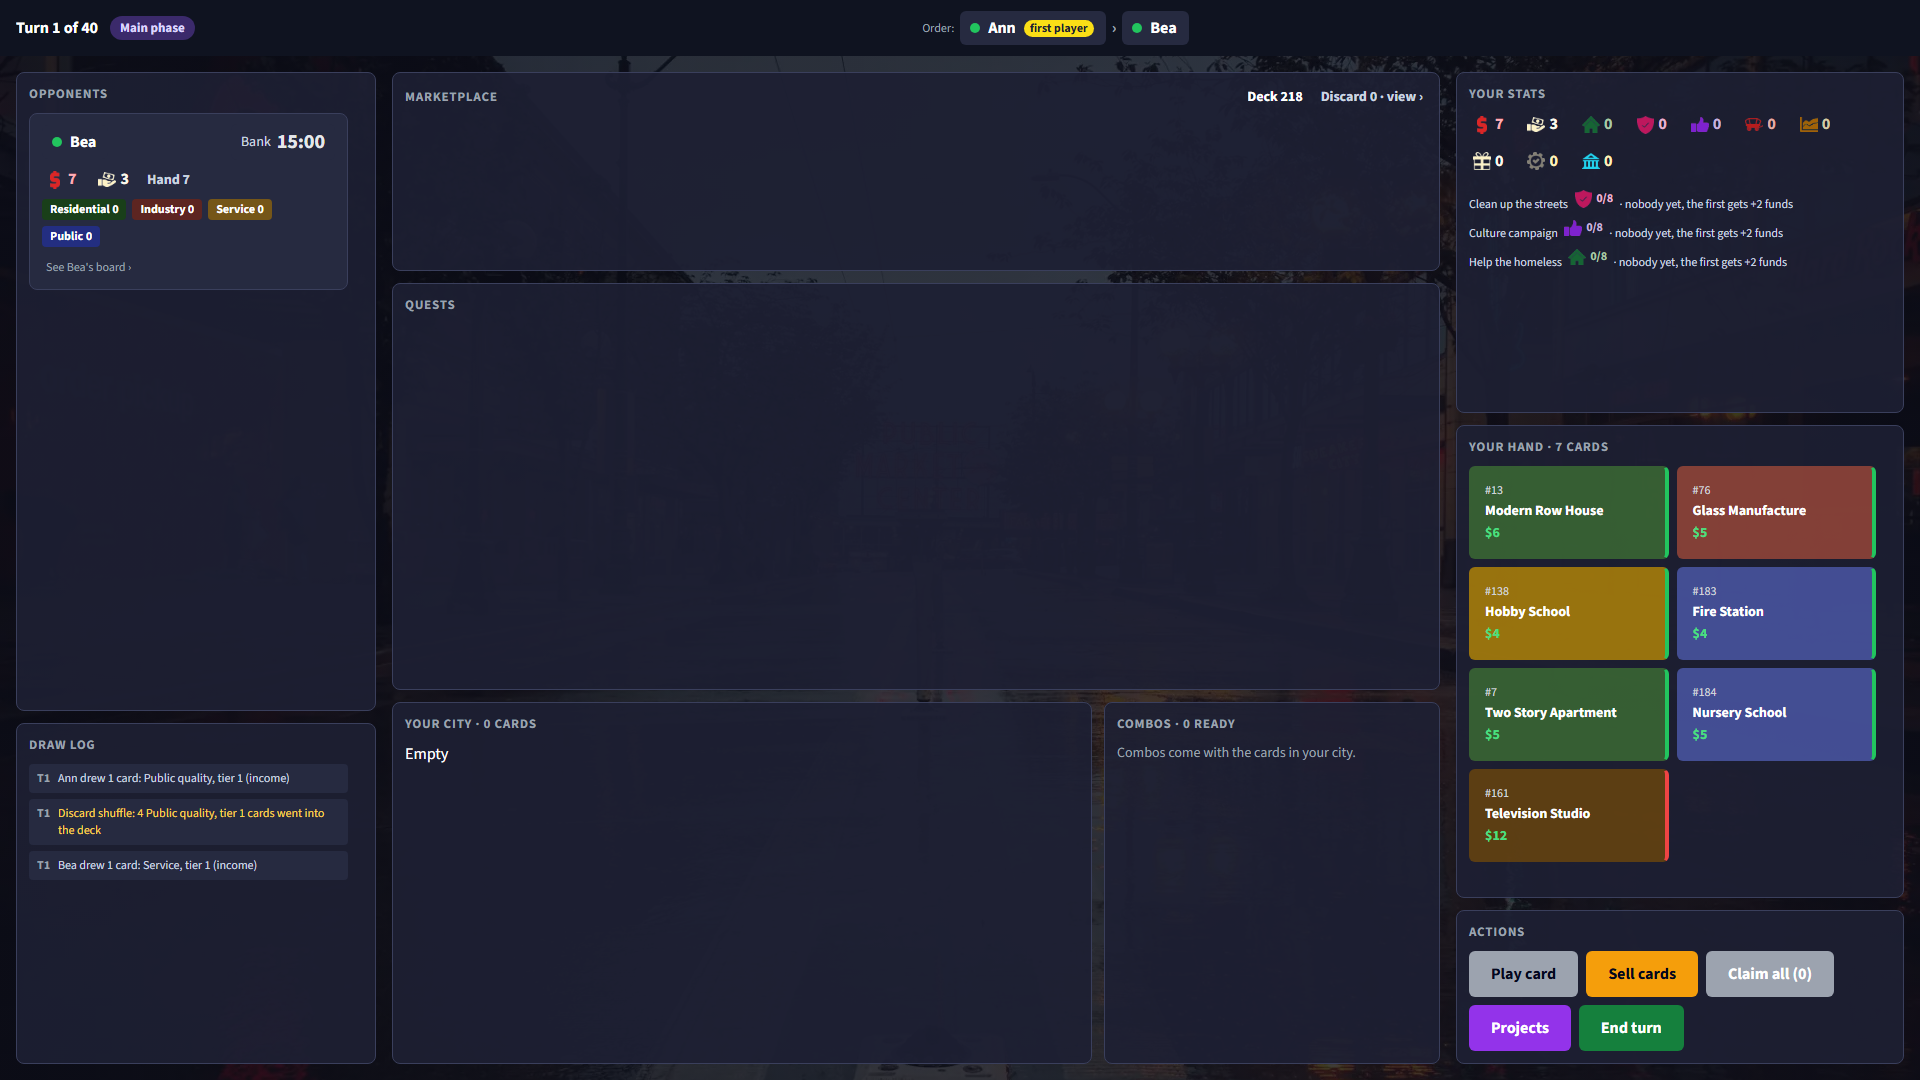 Turn 1 of 40
Main phase
Order:
Ann
first player
›
Bea
OPPONENTS
Bea
Bank 15:00
7
3
Hand 7
Residential 0
Industry 0
Service 0
Public 0
See Bea's board ›
DRAW LOG
T1 Ann drew 1 card: Public quality, tier 1 (income)
T1 Discard shuffle: 4 Public quality, tier 1 cards went into
the deck
T1 Bea drew 1 card: Service, tier 1 (income)
MARKETPLACE
Deck 218
Discard 0 · view ›
QUESTS
YOUR CITY · 0 CARDS
Empty
COMBOS · 0 READY
Combos come with the cards in your city.
YOUR STATS
7
3
0
0
0
0
0
0
0
0
Clean up the streets 0/8 · nobody yet, the first gets +2 funds
Culture campaign 0/8 · nobody yet, the first gets +2 funds
Help the homeless 0/8 · nobody yet, the first gets +2 funds
YOUR HAND · 7 CARDS
#13
Modern Row House
$6
#76
Glass Manufacture
$5
#138
Hobby School
$4
#183
Fire Station
$4
#7
Two Story Apartment
$5
#184
Nursery School
$5
#161
Television Studio
$12
ACTIONS
Play card
Sell cards
Claim all (0)
Projects
End turn